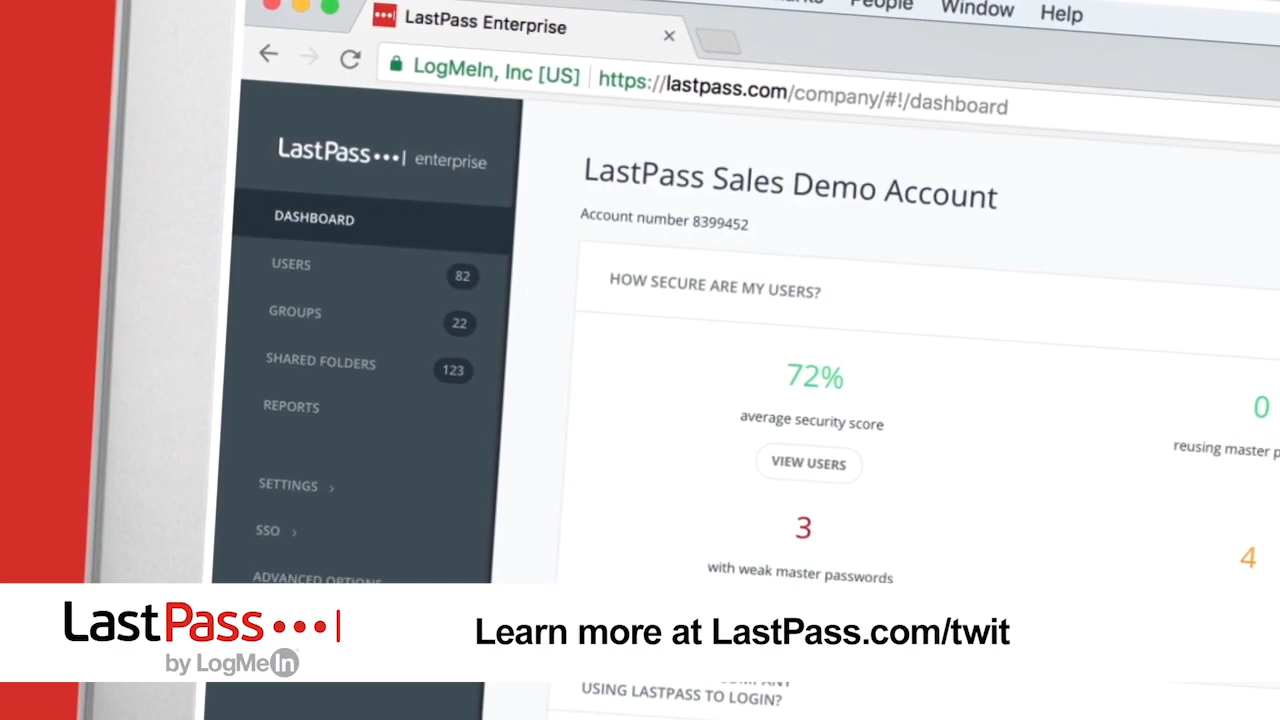 People Window Help
LastPass Enterprise
LogMeIn, Inc [US] https://lastpass.com/company/#!/dashboard
LastPass enterprise
LastPass Sales Demo Account
Account number 8399452
DASHBOARD
USERS 82
GROUPS 22
SHARED FOLDERS 123
REPORTS
SETTINGS
SSO
ADVANCED OPTIONS
HOW SECURE ARE MY USERS?
72%
average security score
VIEW USERS
0
reusing master p
3
with weak master passwords
4
LastPass
by LogMeIn
Learn more at LastPass.com/twit
USING LASTPASS TO LOGIN?